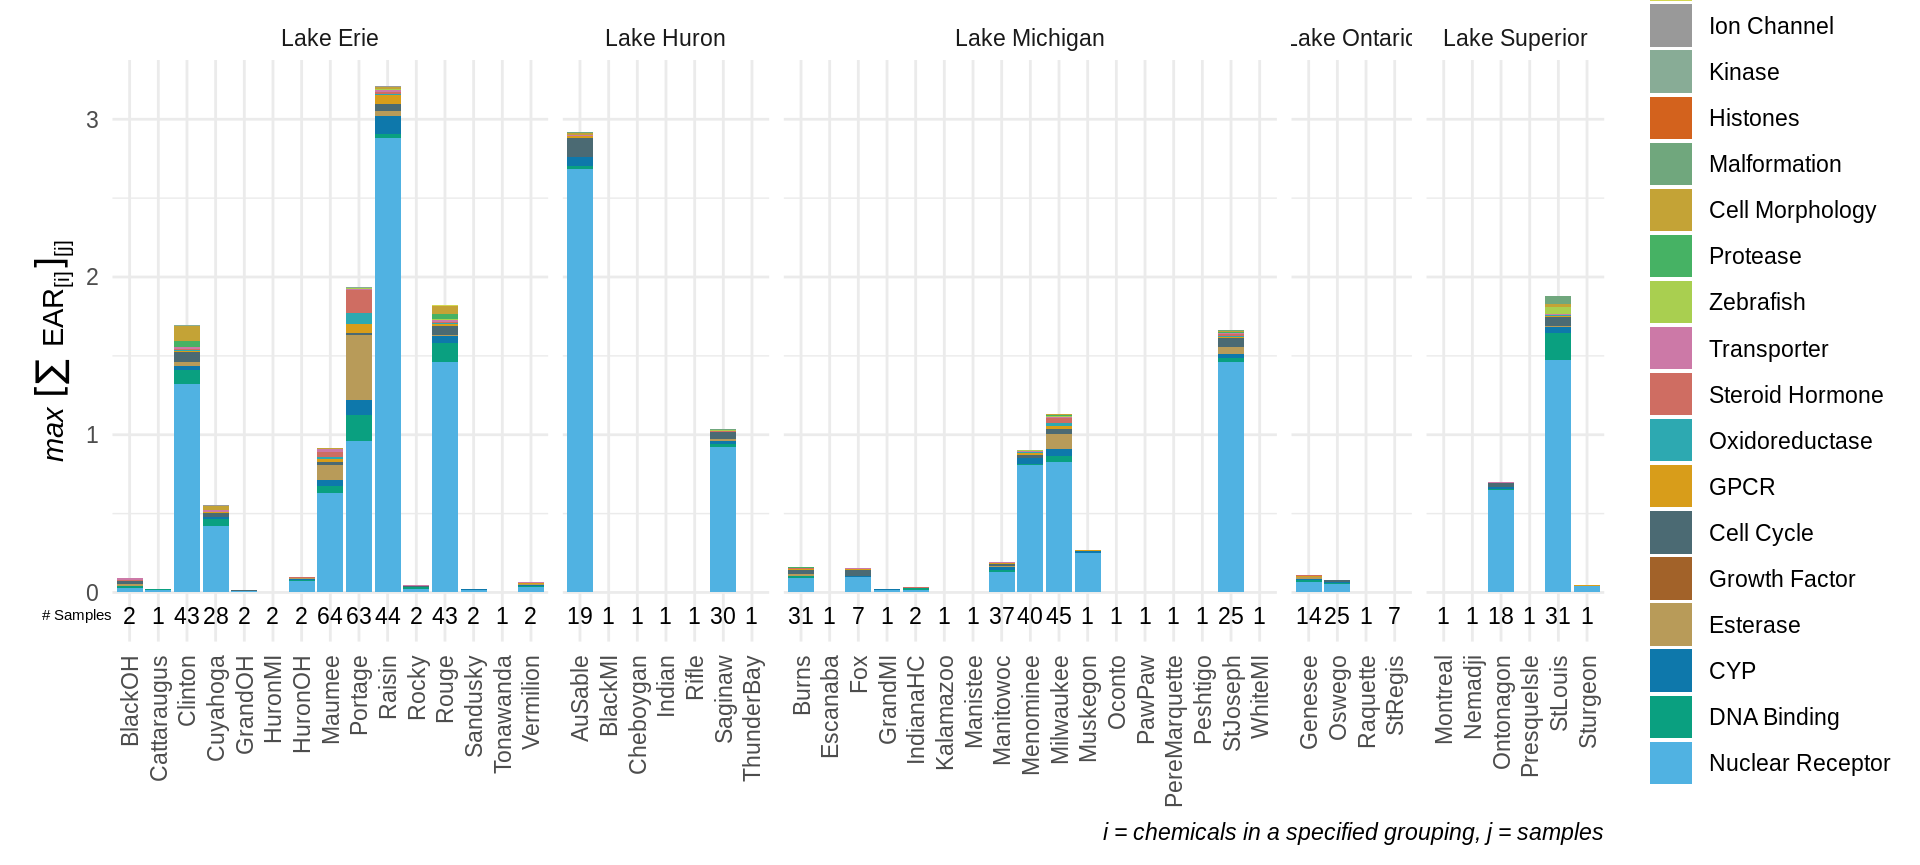 Lake Erie
Lake Huron
Lake Michigan
Lake Ontario
Lake Superior
3
2
1
0
max [∑ EAR[i]][j]
# Samples
2 1 43 28 2 2 2 64 63 44 2 43 2 1 2
19 1 1 1 1 30 1
31 1 7 1 2 1 1 37 40 45 1 1 1 1 1 25 1
14 25 1 7
1 1 18 1 31 1
BlackOH
Cattaraugus
Clinton
Cuyahoga
GrandOH
HuronMI
HuronOH
Maumee
Portage
Raisin
Rocky
Rouge
Sandusky
Tonawanda
Vermilion
AuSable
BlackMI
Cheboygan
Indian
Rifle
Saginaw
ThunderBay
Burns
Escanaba
Fox
GrandMI
IndianaHC
Kalamazoo
Manistee
Manitowoc
Menominee
Milwaukee
Muskegon
Oconto
PawPaw
PereMarquette
Peshtigo
StJoseph
WhiteMI
Genesee
Oswego
Raquette
StRegis
Montreal
Nemadji
Ontonagon
PresqueIsle
StLouis
Sturgeon
i = chemicals in a specified grouping, j = samples
Ion Channel
Kinase
Histones
Malformation
Cell Morphology
Protease
Zebrafish
Transporter
Steroid Hormone
Oxidoreductase
GPCR
Cell Cycle
Growth Factor
Esterase
CYP
DNA Binding
Nuclear Receptor